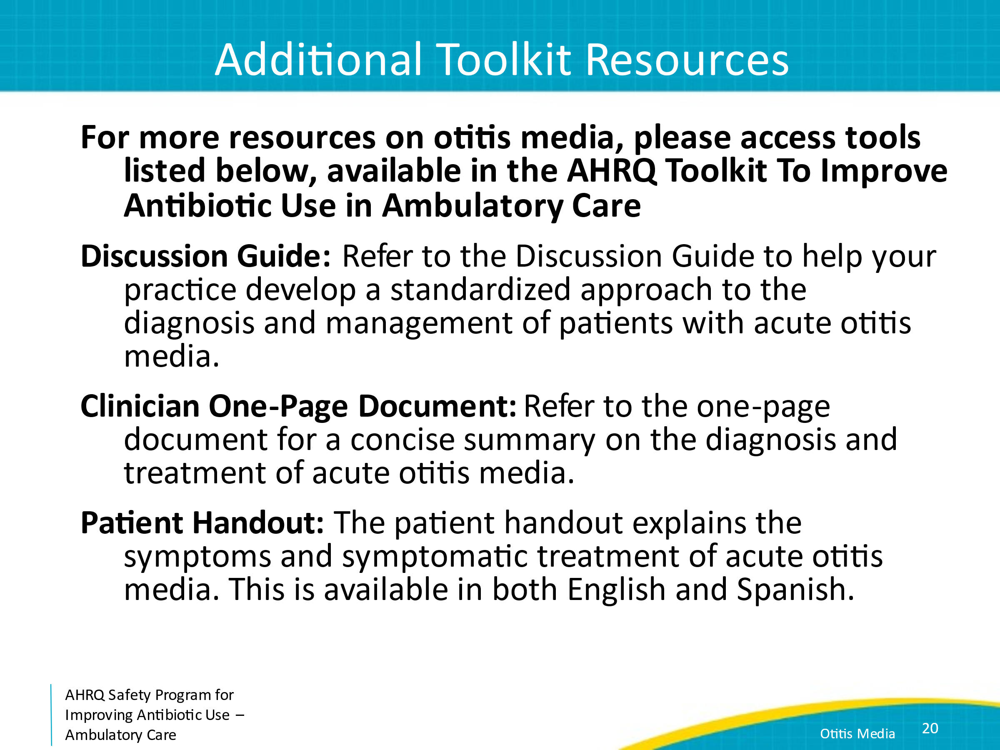 Additional Toolkit Resources
For more resources on otitis media, please access tools
listed below, available in the AHRQ Toolkit To Improve
Antibiotic Use in Ambulatory Care
Discussion Guide: Refer to the Discussion Guide to help your
practice develop a standardized approach to the
diagnosis and management of patients with acute otitis
media.
Clinician One-Page Document: Refer to the one-page
document for a concise summary on the diagnosis and
treatment of acute otitis media.
Patient Handout: The patient handout explains the
symptoms and symptomatic treatment of acute otitis
media. This is available in both English and Spanish.
AHRQ Safety Program for
Improving Antibiotic Use –
Ambulatory Care
Otitis Media 20